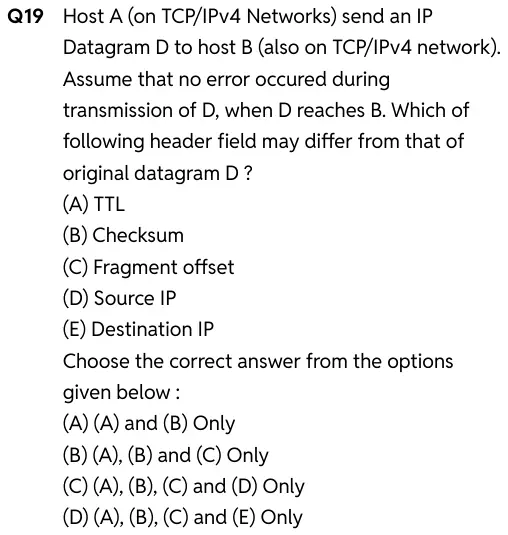 Q19 Host A (on TCP/IPv4 Networks) send an IP
Datagram D to host B (also on TCP/IPv4 network).
Assume that no error occured during
transmission of D, when D reaches B. Which of
following header field may differ from that of
original datagram D ?
(A) TTL
(B) Checksum
(C) Fragment offset
(D) Source IP
(E) Destination IP
Choose the correct answer from the options
given below :
(A) (A) and (B) Only
(B) (A), (B) and (C) Only
(C) (A), (B), (C) and (D) Only
(D) (A), (B), (C) and (E) Only